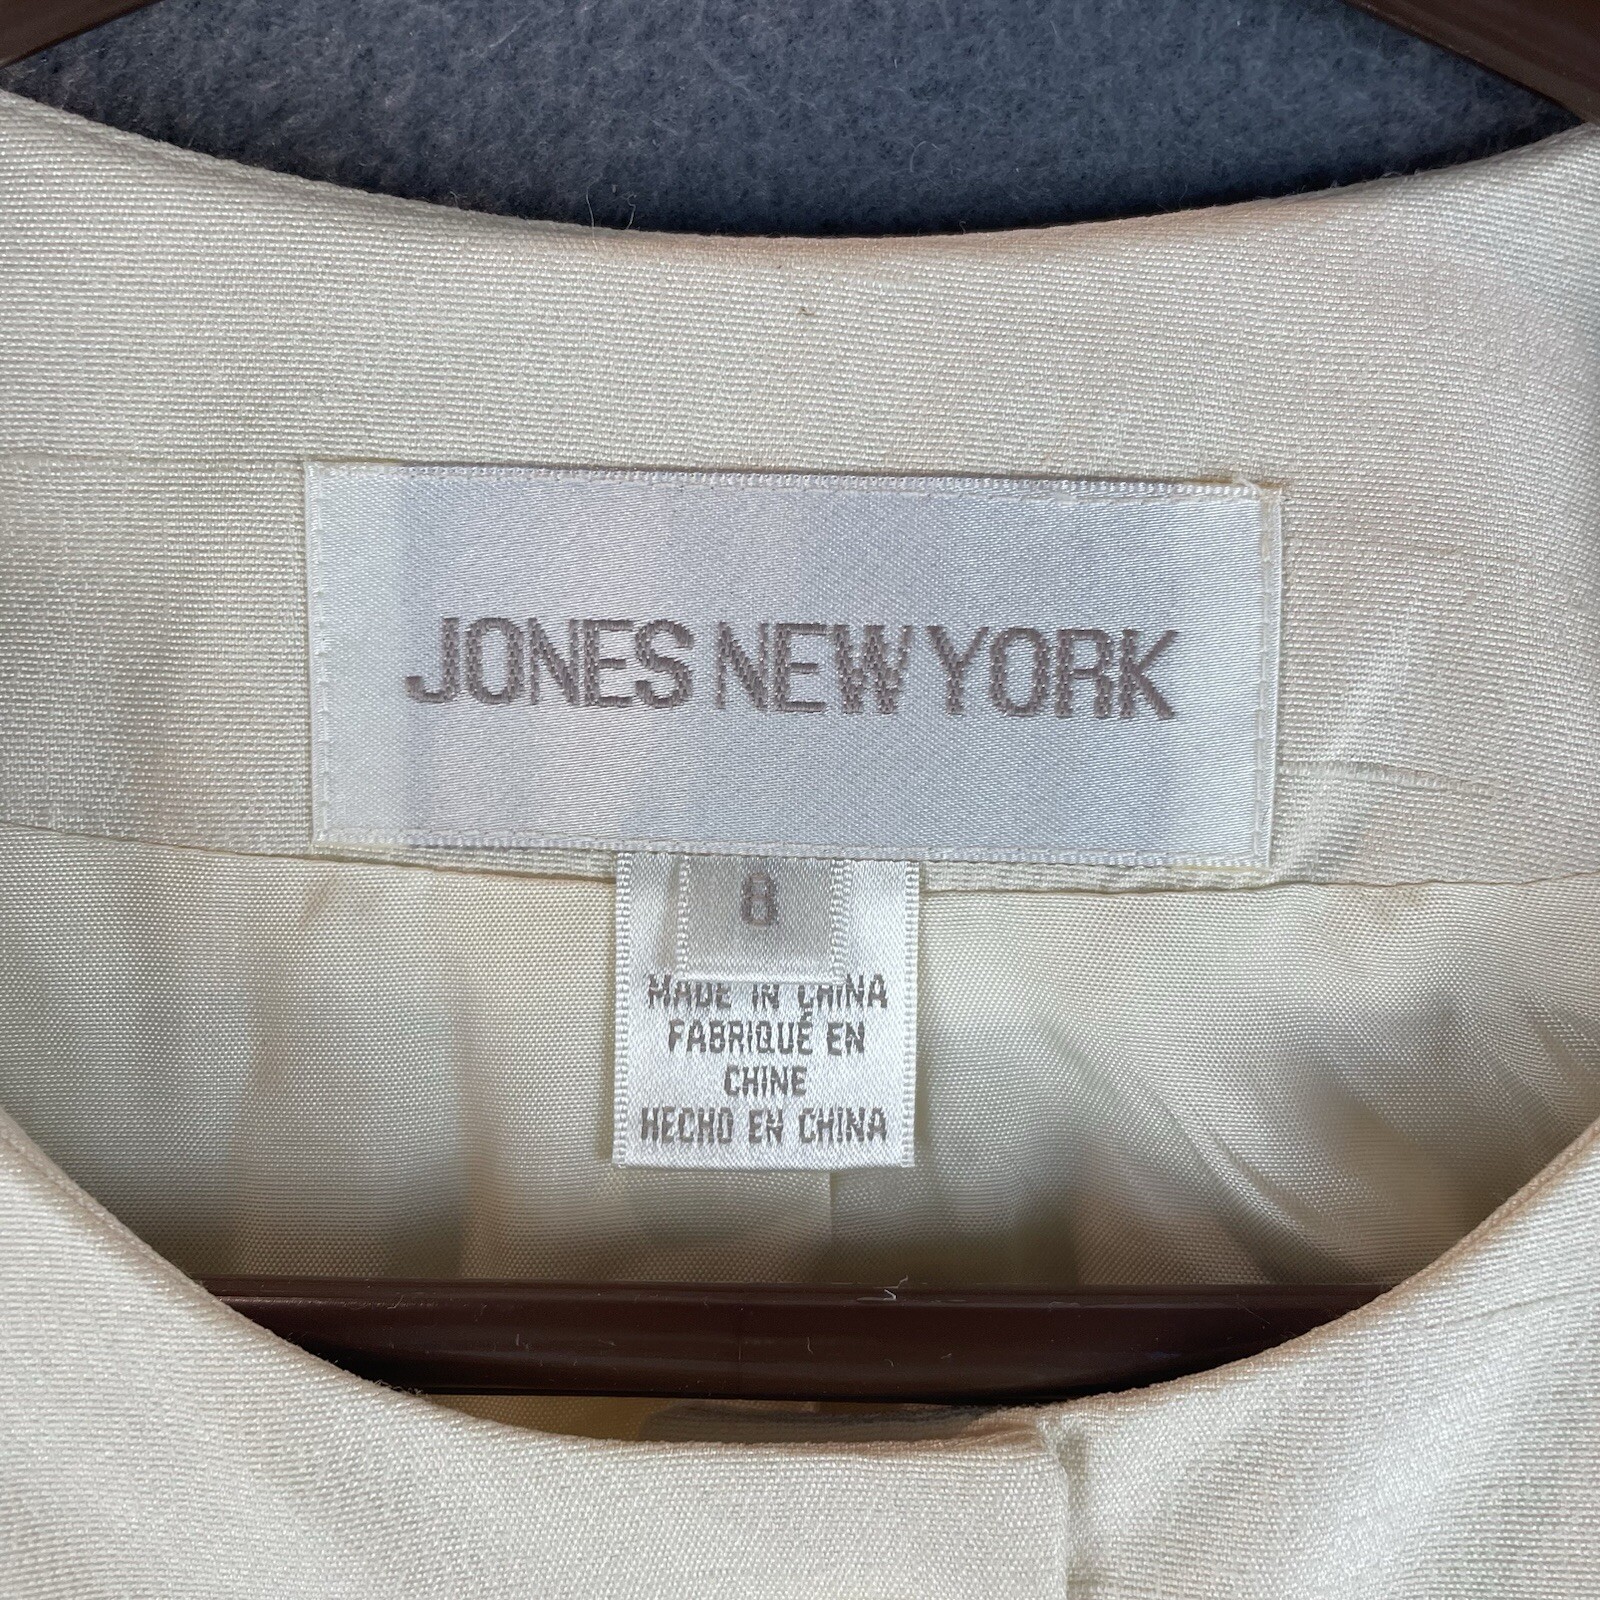 JONES NEW YORK
8
MADE IN CHINA
FABRIQUÉ EN
CHINE
HECHO EN CHINA